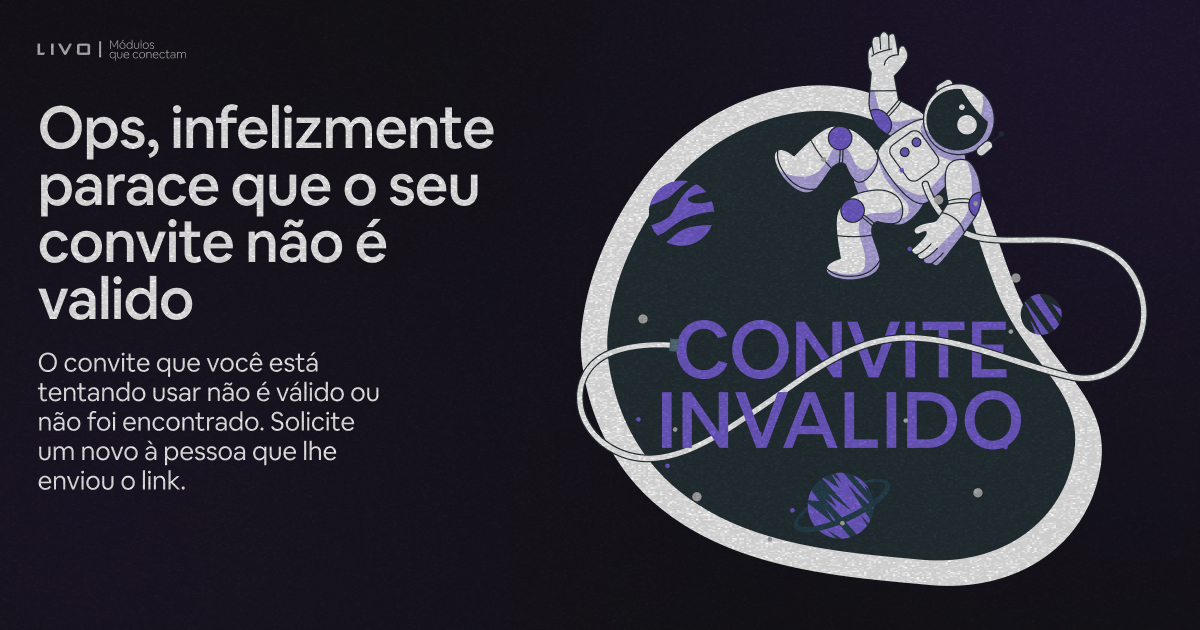 LIVO | Módulos
que conectam
Ops, infelizmente
parace que o seu
convite não é
valido
O convite que você está
tentando usar não é válido ou
não foi encontrado. Solicite
um novo à pessoa que lhe
enviou o link.
CONVITE
INVALIDO